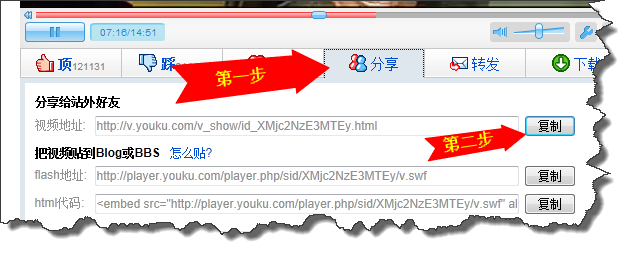 07:16/14:51
顶121131 踩 分享 转发 下载
第一步
分享给站外好友
视频地址: http://v.youku.com/v_show/id_XMjc2NzE3MTEy.html 复制
第二步
把视频贴到Blog或BBS 怎么贴?
flash地址: http://player.youku.com/player.php/sid/XMjc2NzE3MTEy/v.swf 复制
html代码: <embed src="http://player.youku.com/player.php/sid/XMjc2NzE3MTEy/v.swf" al 复制